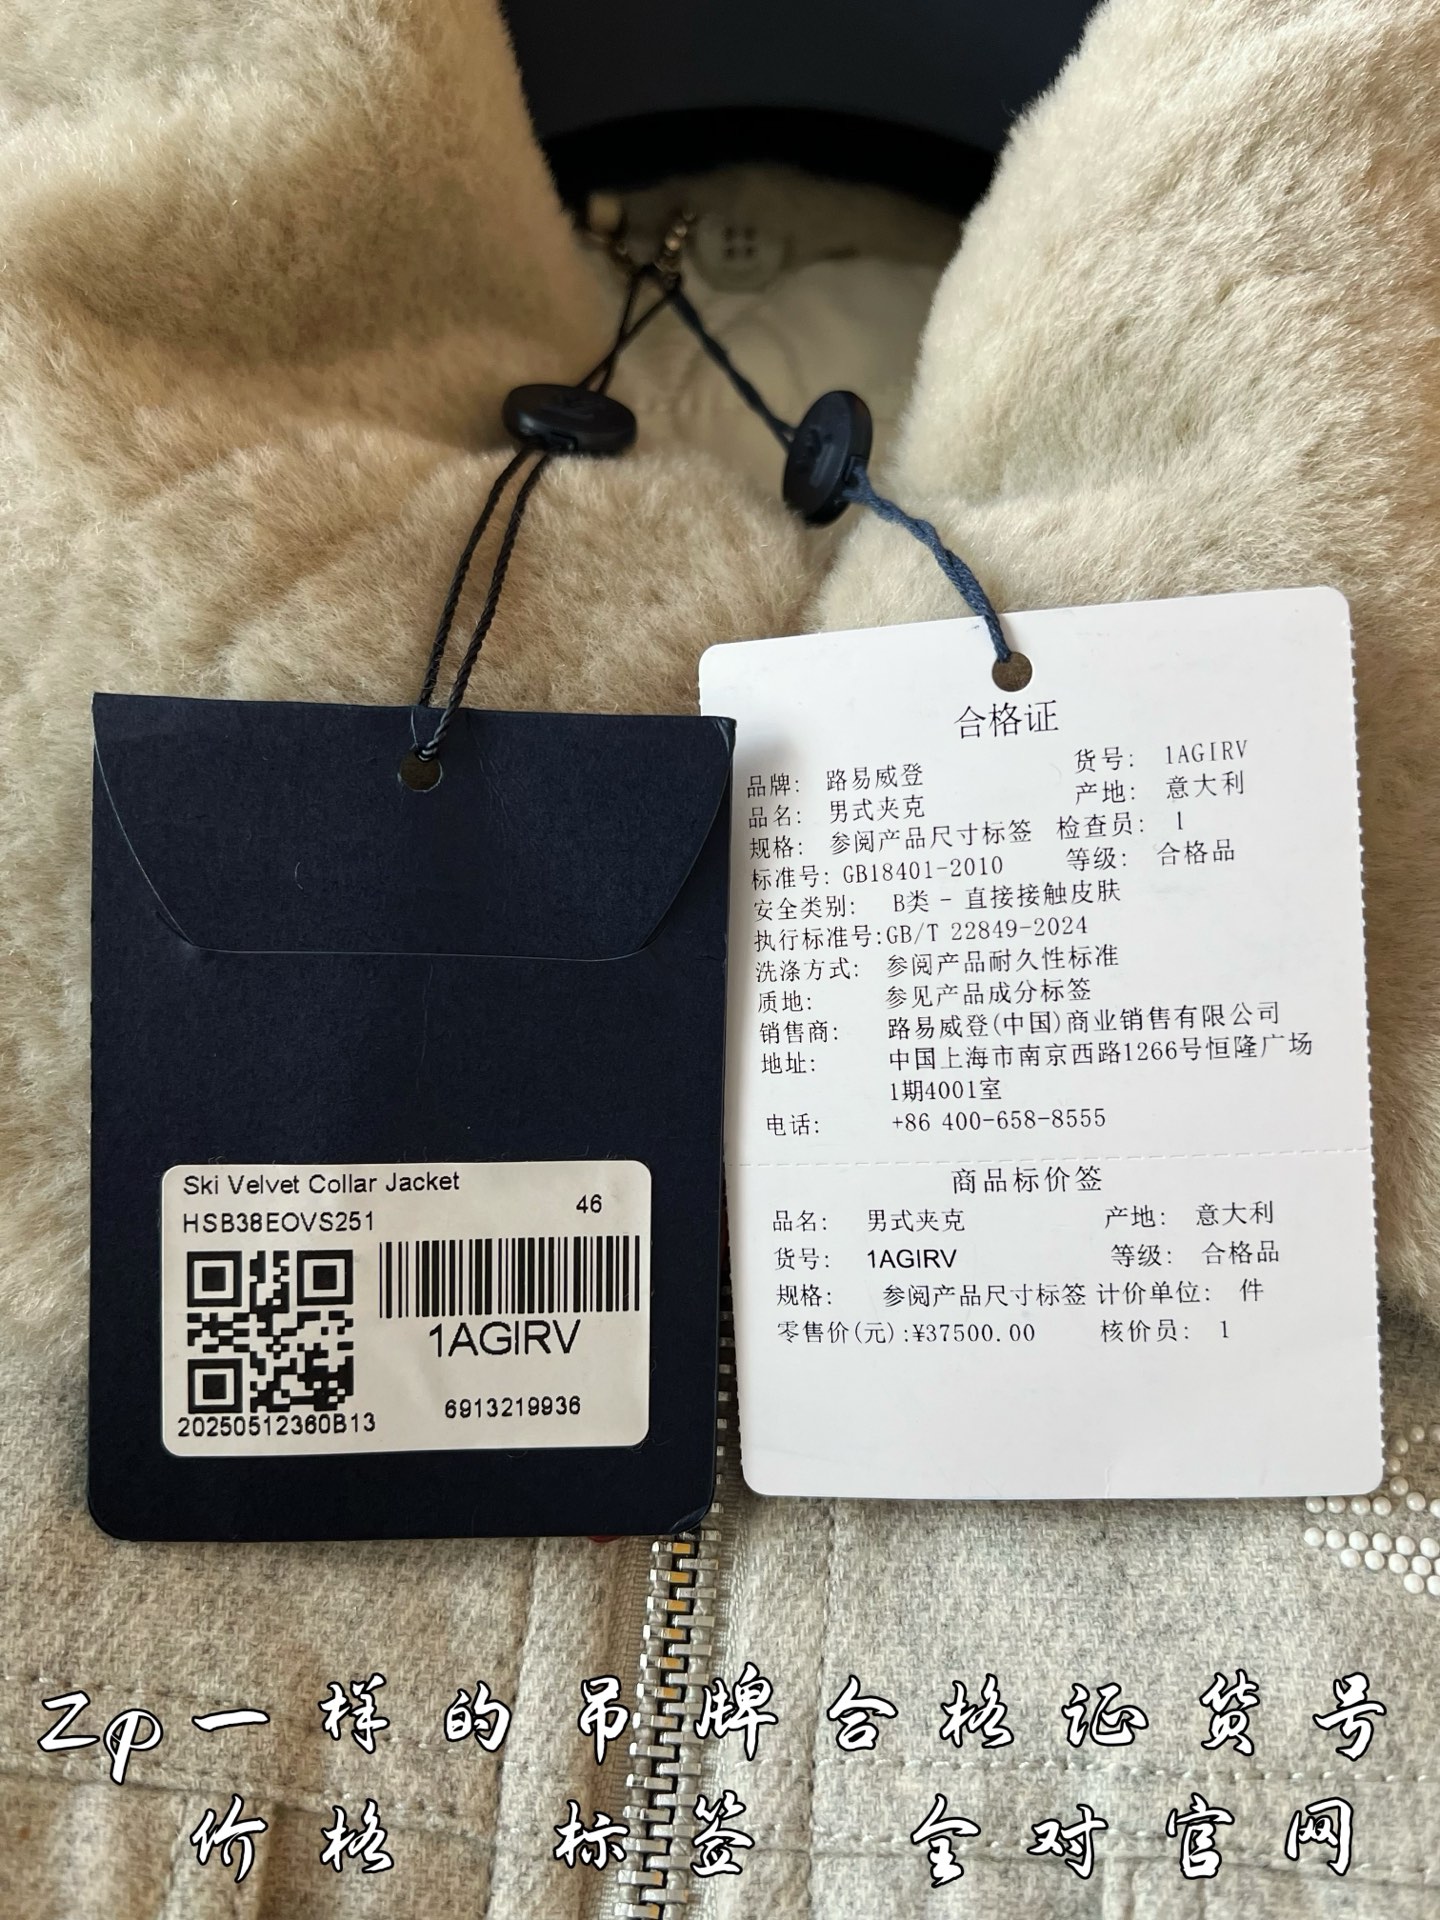 合格证
品牌: 路易威登 货号: 1AGIRV
品名: 男式夹克 产地: 意大利
规格: 参阅产品尺寸标签 检查员: 1
标准号: GB18401-2010 等级: 合格品
安全类别: B类 - 直接接触皮肤
执行标准号:GB/T 22849-2024
洗涤方式: 参阅产品耐久性标准
质地: 参见产品成分标签
销售商: 路易威登(中国)商业销售有限公司
地址: 中国上海市南京西路1266号恒隆广场
1期4001室
电话: +86 400-658-8555
商品标价签
品名: 男式夹克 产地: 意大利
货号: 1AGIRV 等级: 合格品
规格: 参阅产品尺寸标签 计价单位: 件
零售价(元):¥37500.00 核价员: 1
Ski Velvet Collar Jacket
46
HSB38EOVS251
1AGIRV
20250512360B13
6913219936
Zp一样的吊牌合格证货号
价格 标签 全对官网